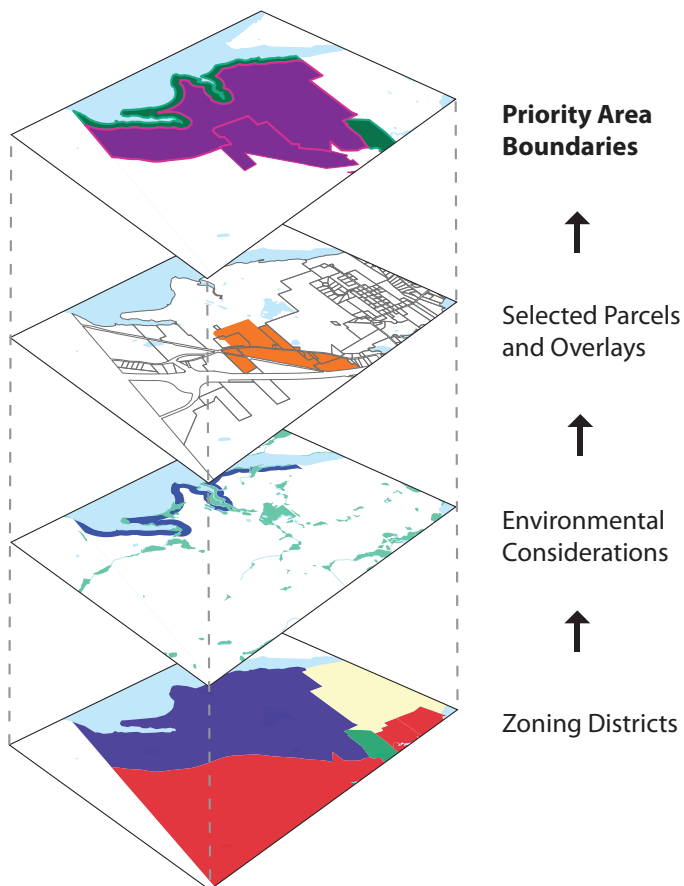 Priority Area
Boundaries
Selected Parcels
and Overlays
Environmental
Considerations
Zoning Districts